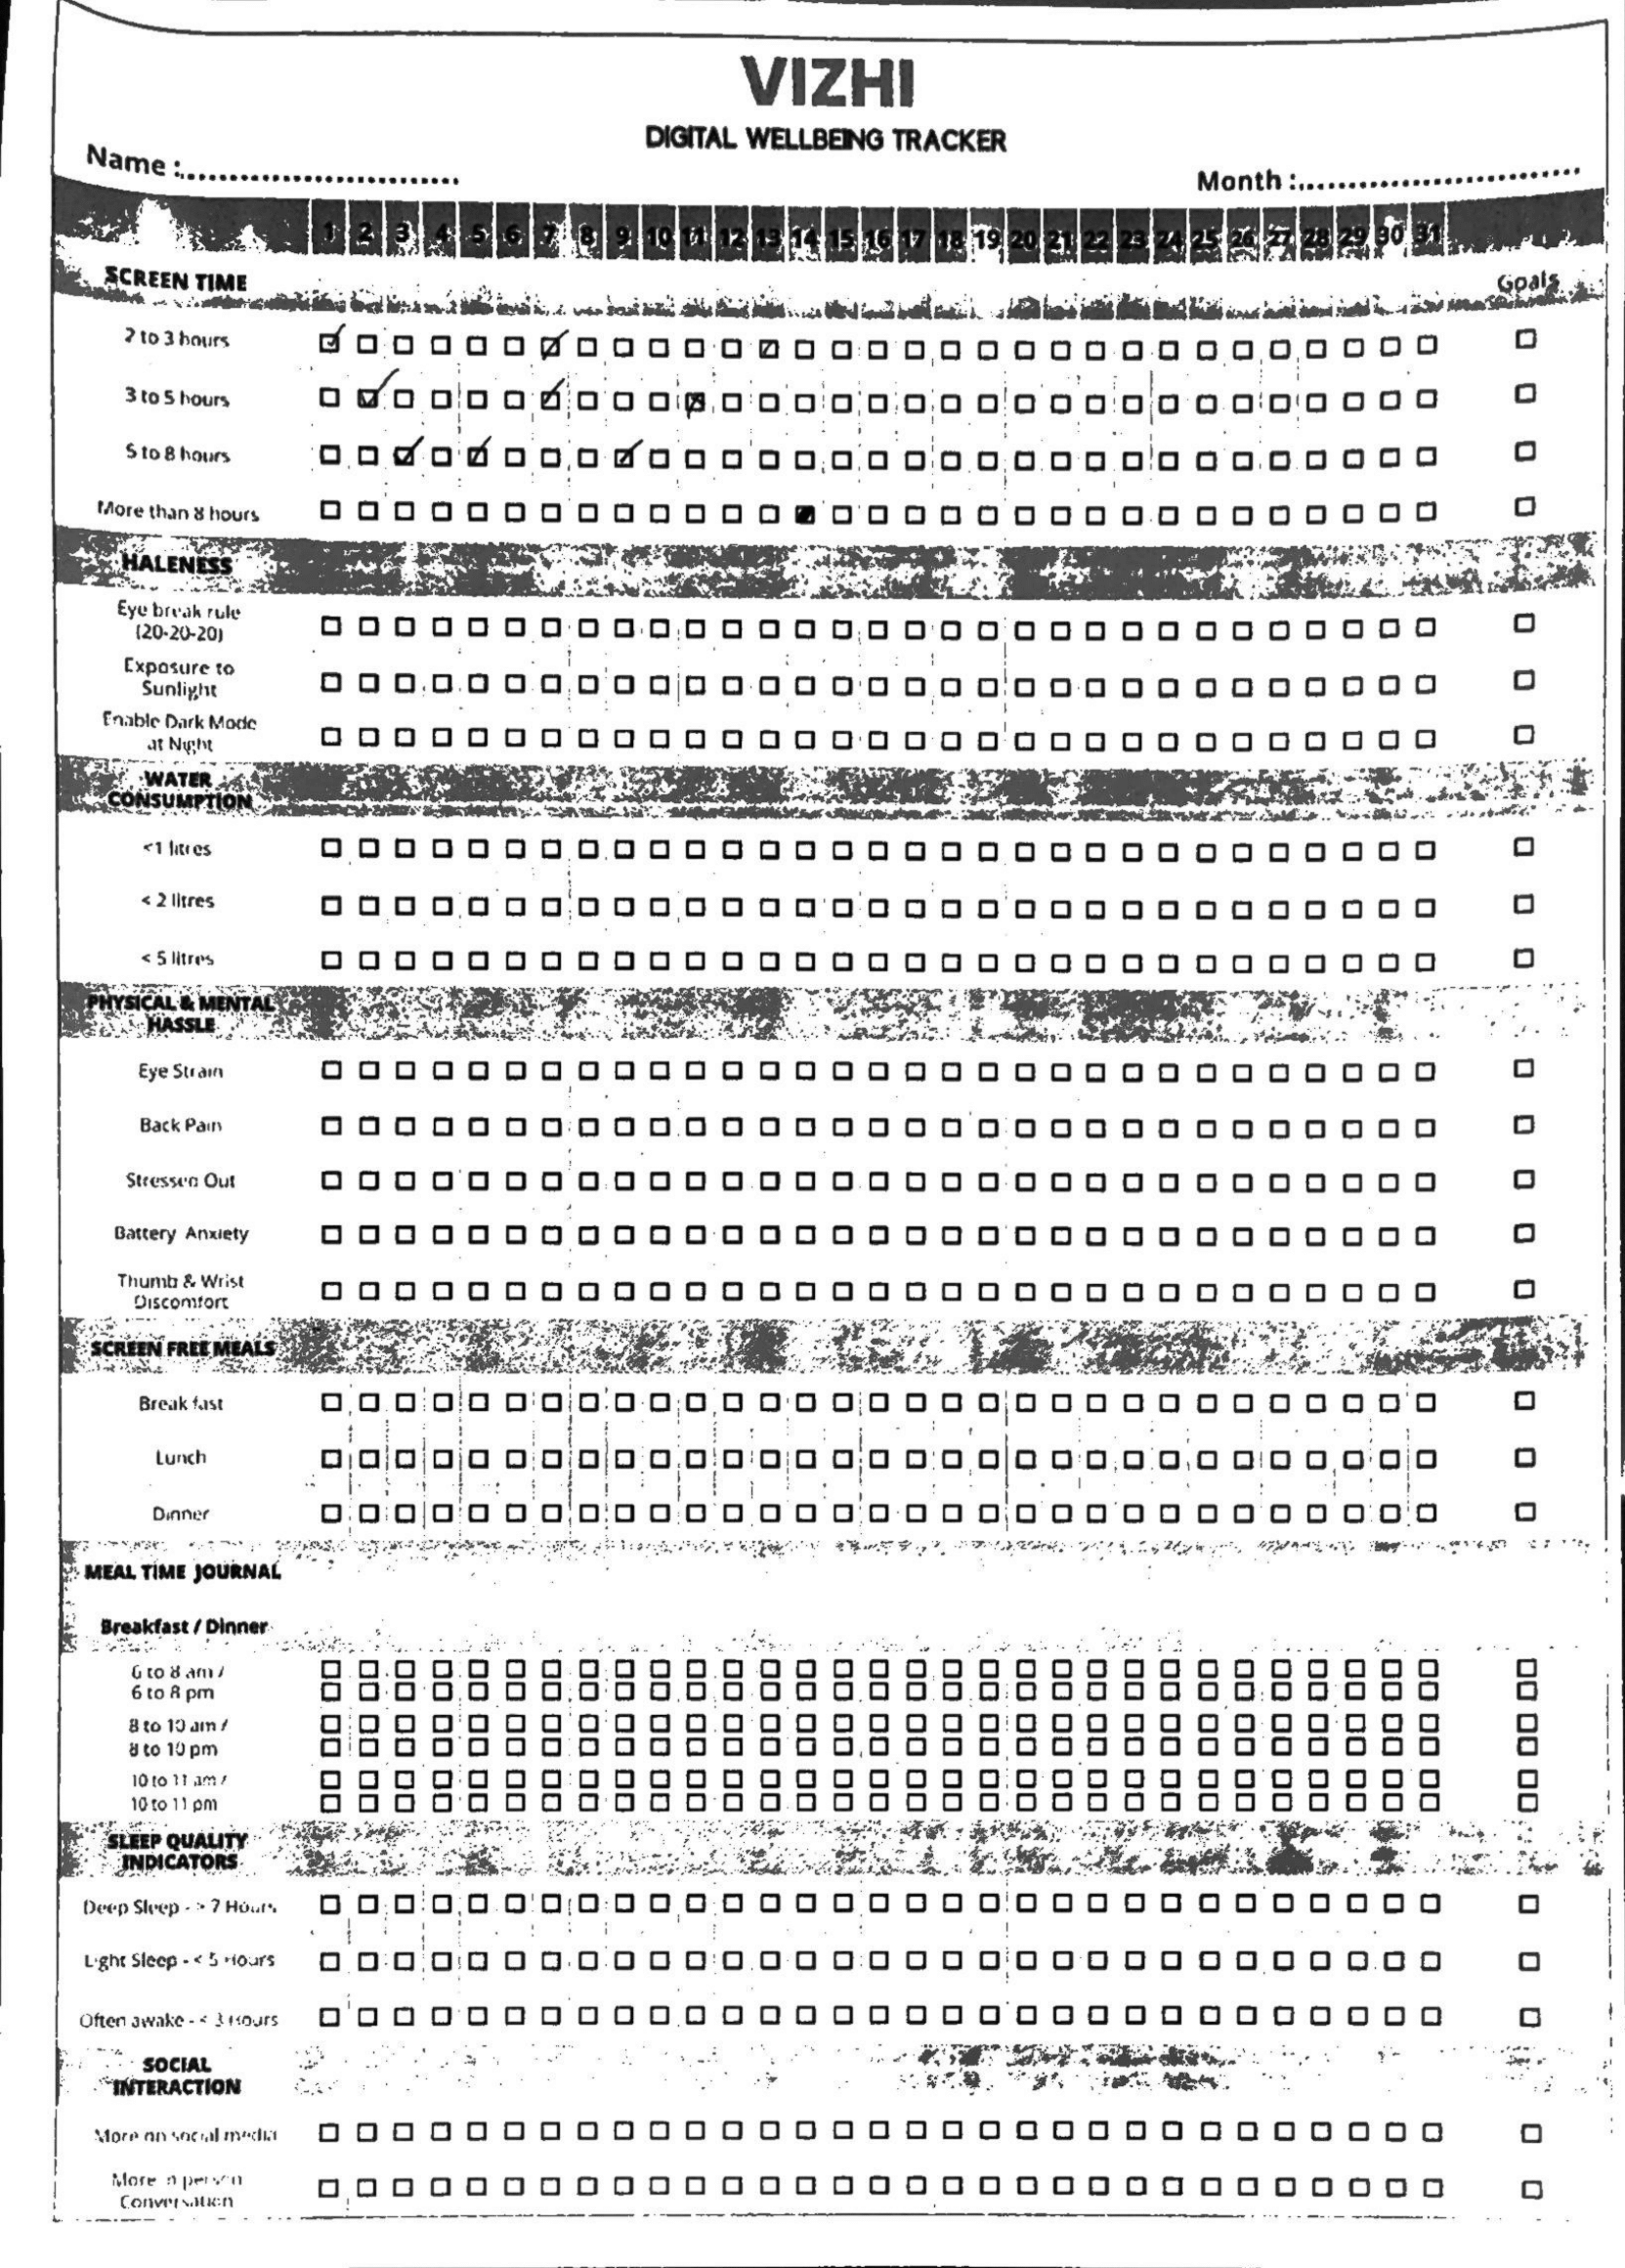 VIZHI
DIGITAL WELLBEING TRACKER
Name :............................
Month :............................
1 2 3 4 5 6 7 8 9 10 11 12 13 14 15 16 17 18 19 20 21 22 23 24 25 26 27 28 29 30 31
SCREEN TIME
Goals
2 to 3 hours
3 to 5 hours
5 to 8 hours
More than 8 hours
HALENESS
Eye break rule
(20-20-20)
Exposure to
Sunlight
Enable Dark Mode
at Night
WATER
CONSUMPTION
<1 litres
< 2 litres
< 5 litres
PHYSICAL & MENTAL
HASSLE
Eye Strain
Back Pain
Stressed Out
Battery Anxiety
Thumb & Wrist
Discomfort
SCREEN FREE MEALS
Breakfast
Lunch
Dinner
MEAL TIME JOURNAL
Breakfast / Dinner
6 to 8 am /
6 to 8 pm
8 to 10 am /
8 to 10 pm
10 to 11 am /
10 to 11 pm
SLEEP QUALITY
INDICATORS
Deep Sleep - > 7 Hours
Light Sleep - < 5 Hours
Often awake - < 3 Hours
SOCIAL
INTERACTION
More on social media
More in person
Conversation